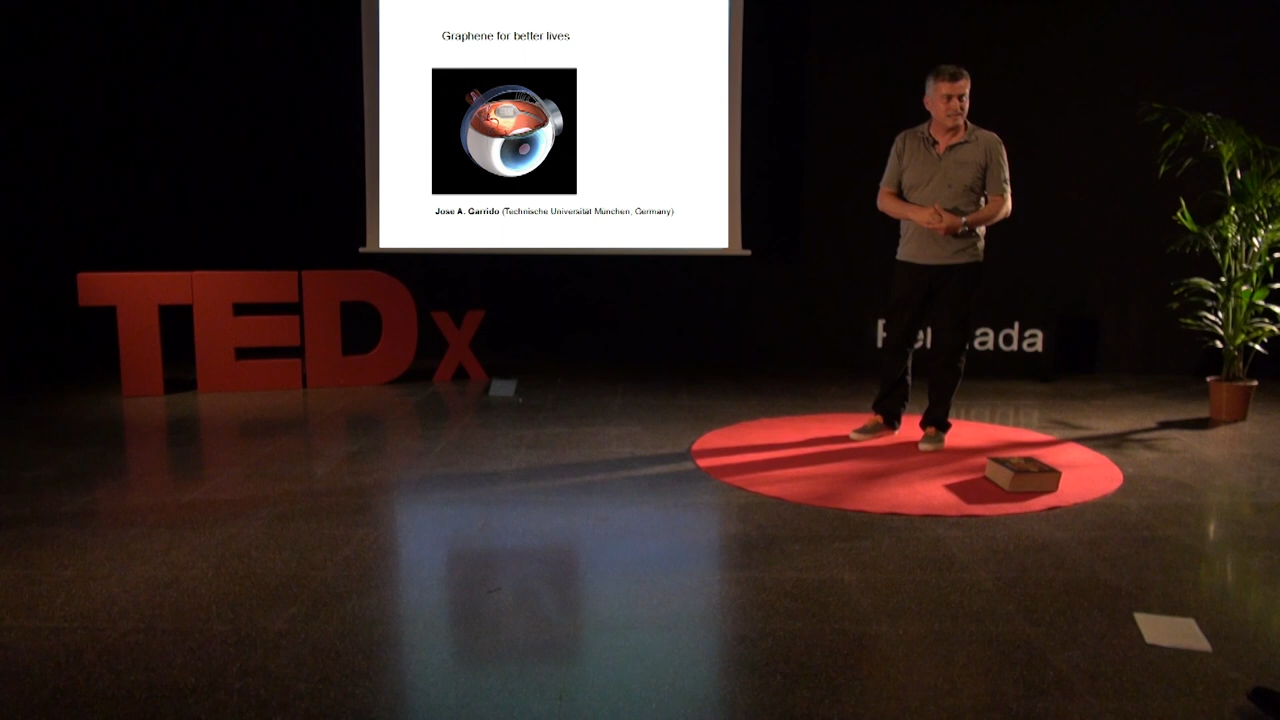 Graphene for better lives
Jose A. Garrido (Technische Universität München, Germany)
TEDx